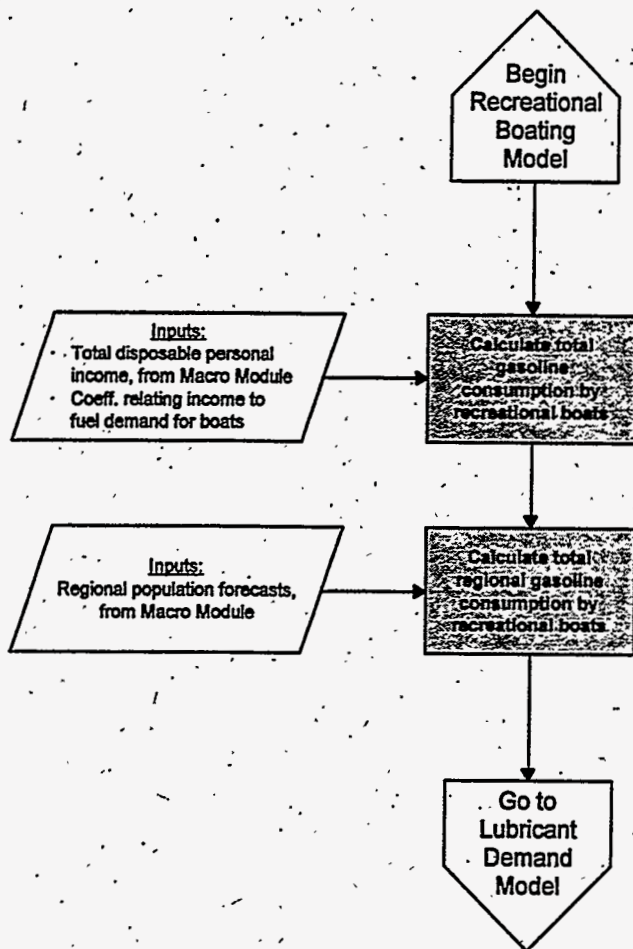 Begin
Recreational
Boating
Model
Inputs:
· Total disposable personal
income, from Macro Module
· Coeff. relating income to
fuel demand for boats
Calculate total
gasoline
consumption by
recreational boats
Inputs:
Regional population forecasts,
from Macro Module
Calculate total
regional gasoline
consumption by
recreational boats
Go to
Lubricant
Demand
Model